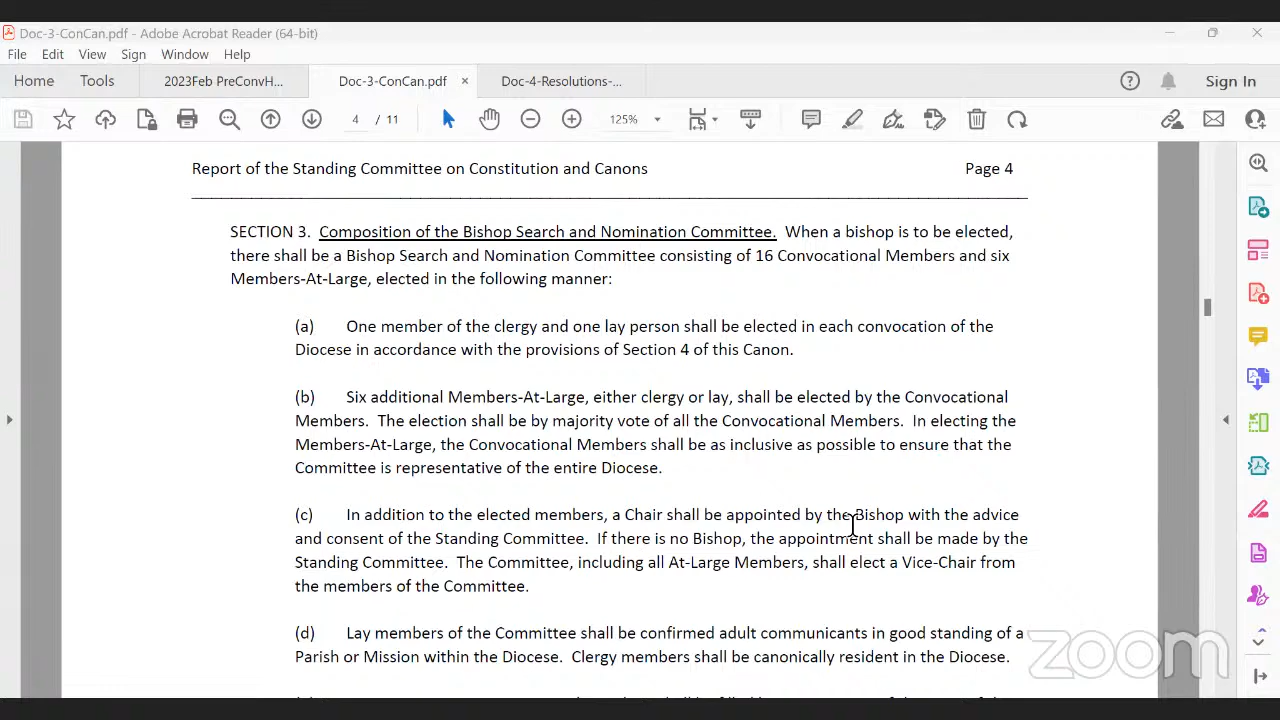 Doc-3-ConCan.pdf - Adobe Acrobat Reader (64-bit)
File Edit View Sign Window Help
Home Tools 2023Feb PreConvH... Doc-3-ConCan.pdf Doc-4-Resolutions-... Sign In
4 / 11 125%
Report of the Standing Committee on Constitution and Canons Page 4
SECTION 3. Composition of the Bishop Search and Nomination Committee. When a bishop is to be elected,
there shall be a Bishop Search and Nomination Committee consisting of 16 Convocational Members and six
Members-At-Large, elected in the following manner:
(a) One member of the clergy and one lay person shall be elected in each convocation of the
Diocese in accordance with the provisions of Section 4 of this Canon.
(b) Six additional Members-At-Large, either clergy or lay, shall be elected by the Convocational
Members. The election shall be by majority vote of all the Convocational Members. In electing the
Members-At-Large, the Convocational Members shall be as inclusive as possible to ensure that the
Committee is representative of the entire Diocese.
(c) In addition to the elected members, a Chair shall be appointed by the Bishop with the advice
and consent of the Standing Committee. If there is no Bishop, the appointment shall be made by the
Standing Committee. The Committee, including all At-Large Members, shall elect a Vice-Chair from
the members of the Committee.
(d) Lay members of the Committee shall be confirmed adult communicants in good standing of a
Parish or Mission within the Diocese. Clergy members shall be canonically resident in the Diocese.
zoom